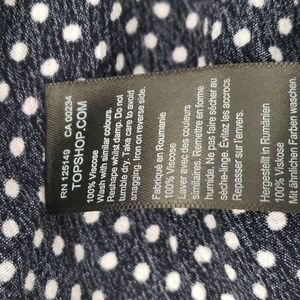 RN 125149 CA 00234
TOPSHOP.COM
100% Viscose
Wash with similar colours.
Reshape whilst damp. Do not
tumble dry. Take care to avoid
snagging. Iron on reverse side.
Fabriqué en Roumanie
100% Viscose
Laver avec des couleurs
similaires. Remettre en forme
humide. Ne pas faire sécher au
sèche-linge. Evitez les accrocs.
Repasser sur l'envers.
Hergestellt in Rumänien
100% Viskose
Mit ähnlichen Farben waschen.